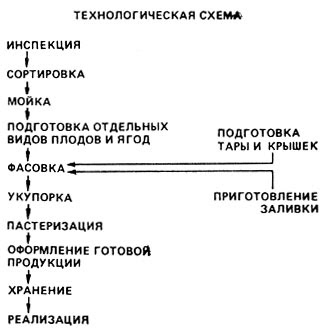 ТЕХНОЛОГИЧЕСКАЯ СХЕМА
ИНСПЕКЦИЯ
СОРТИРОВКА
МОЙКА
ПОДГОТОВКА ОТДЕЛЬНЫХ
ВИДОВ ПЛОДОВ И ЯГОД
ПОДГОТОВКА
ТАРЫ И КРЫШЕК
ФАСОВКА
УКУПОРКА
ПРИГОТОВЛЕНИЕ
ЗАЛИВКИ
ПАСТЕРИЗАЦИЯ
ОФОРМЛЕНИЕ ГОТОВОЙ
ПРОДУКЦИИ
ХРАНЕНИЕ
РЕАЛИЗАЦИЯ